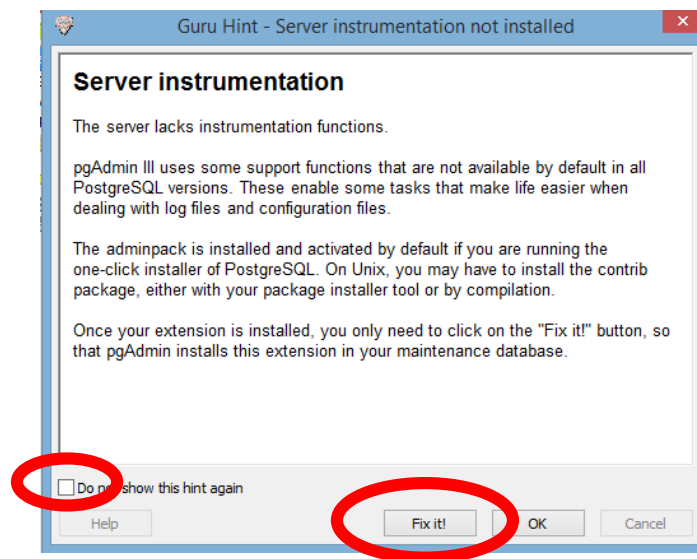 Guru Hint - Server instrumentation not installed
Server instrumentation
The server lacks instrumentation functions.
pgAdmin III uses some support functions that are not available by default in all
PostgreSQL versions. These enable some tasks that make life easier when
dealing with log files and configuration files.
The adminpack is installed and activated by default if you are running the
one-click installer of PostgreSQL. On Unix, you may have to install the contrib
package, either with your package installer tool or by compilation.
Once your extension is installed, you only need to click on the "Fix it!" button, so
that pgAdmin installs this extension in your maintenance database.
Do not show this hint again
Help Fix it! OK Cancel